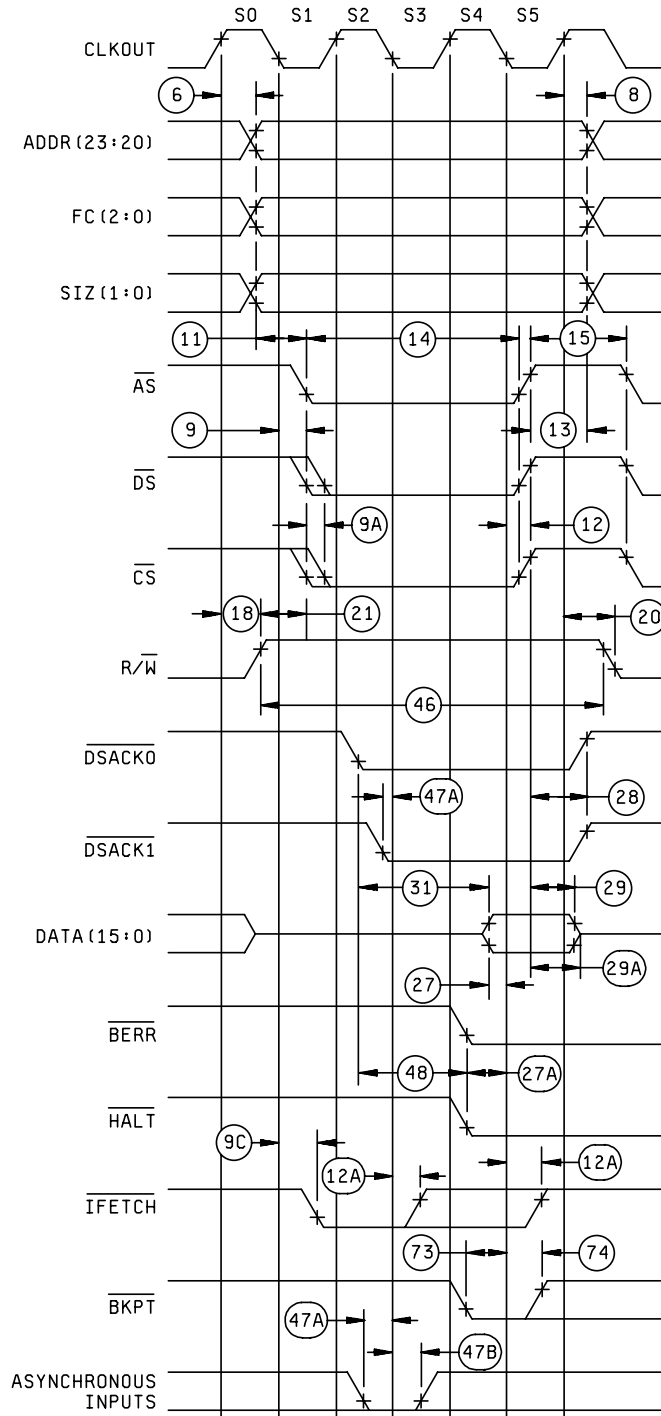 S0 S1 S2 S3 S4 S5
CLKOUT
6 8
ADDR(23:20)
FC(2:0)
SIZ(1:0)
11 14 15
AS
9 13
DS
9A 12
CS
18 21 20
R/W
46
DSACK0
47A 28
DSACK1
31 29
DATA(15:0)
29A
27
BERR
48 27A
HALT
9C
12A 12A
IFETCH
73 74
BKPT
47A
47B
ASYNCHRONOUS
INPUTS